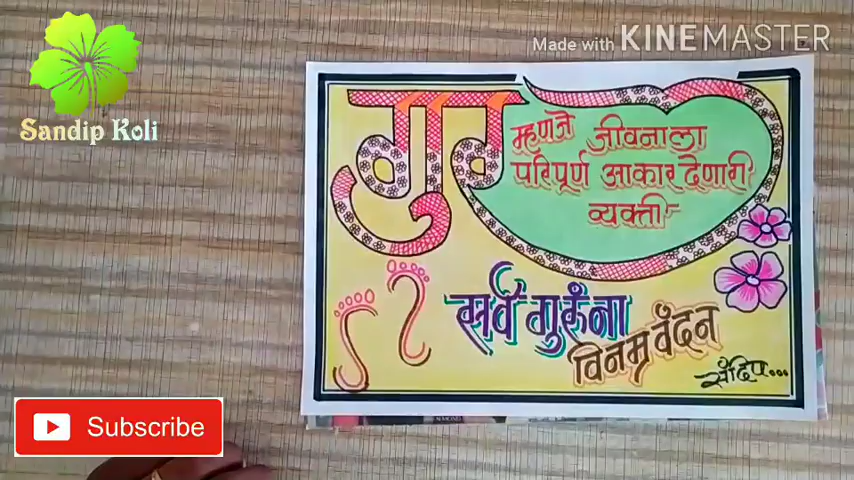 Made with KINEMASTER
Sandip Koli
गुरु
म्हणजे जीवनाला
परिपूर्ण आकार देणारी
व्यक्ती
सर्व गुरुंना
विनम्र वंदन
संदिप...
Subscribe